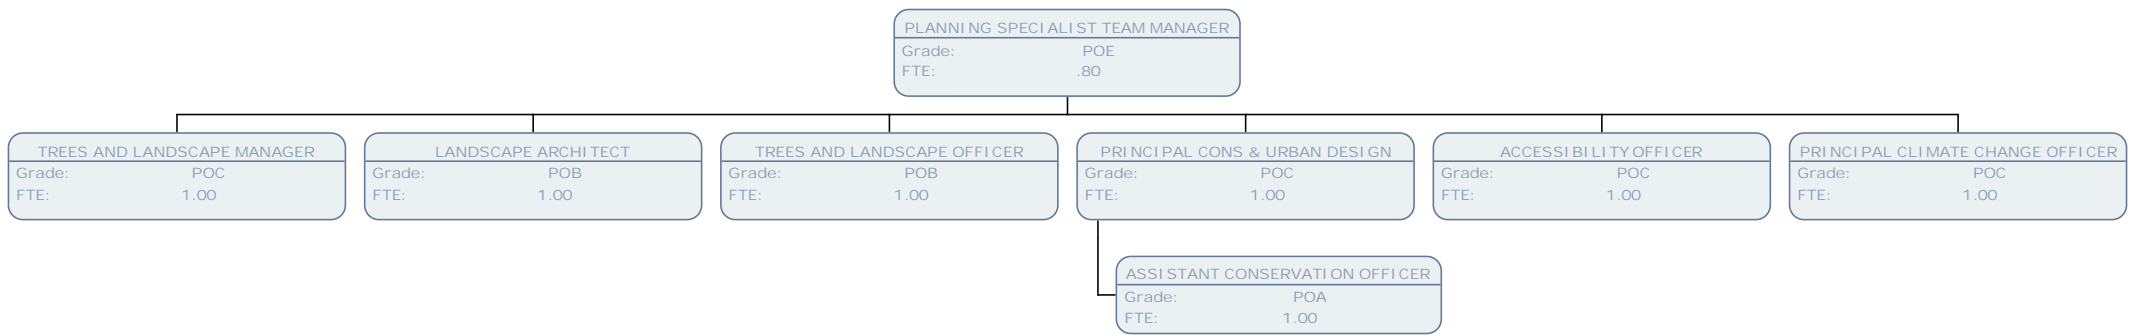 PLANNING SPECIALIST TEAM MANAGER
Grade: POE
FTE: .80
TREES AND LANDSCAPE MANAGER
Grade: POC
FTE: 1.00
LANDSCAPE ARCHITECT
Grade: POB
FTE: 1.00
TREES AND LANDSCAPE OFFICER
Grade: POB
FTE: 1.00
PRINCIPAL CONS & URBAN DESIGN
Grade: POC
FTE: 1.00
ACCESSIBILITY OFFICER
Grade: POC
FTE: 1.00
PRINCIPAL CLIMATE CHANGE OFFICER
Grade: POC
FTE: 1.00
ASSISTANT CONSERVATION OFFICER
Grade: POA
FTE: 1.00